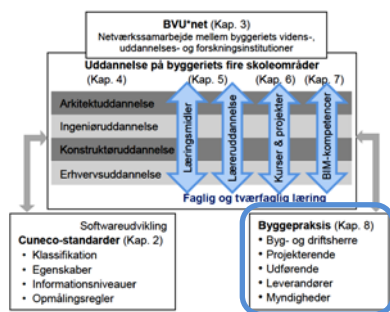 BVU*net (Kap. 3)
Netværkssamarbejde mellem byggeriets videns-,
uddannelses- og forskningsinstitutioner
Uddannelse på byggeriets fire skoleområder
(Kap. 4) (Kap. 5) (Kap. 6) (Kap. 7)
Arkitektuddannelse
Ingeniøruddannelse
Konstruktøruddannelse
Erhvervsuddannelse
Læringsmidler
Læreruddannelse
Kurser & projekter
BIM-kompetencer
Faglig og tværfaglig læring
Softwareudvikling
Cuneco-standarder (Kap. 2)
• Klassifikation
• Egenskaber
• Informationsniveauer
• Opmålingsregler
Byggepraksis (Kap. 8)
• Byg- og driftsherre
• Projekterende
• Udførende
• Leverandører
• Myndigheder